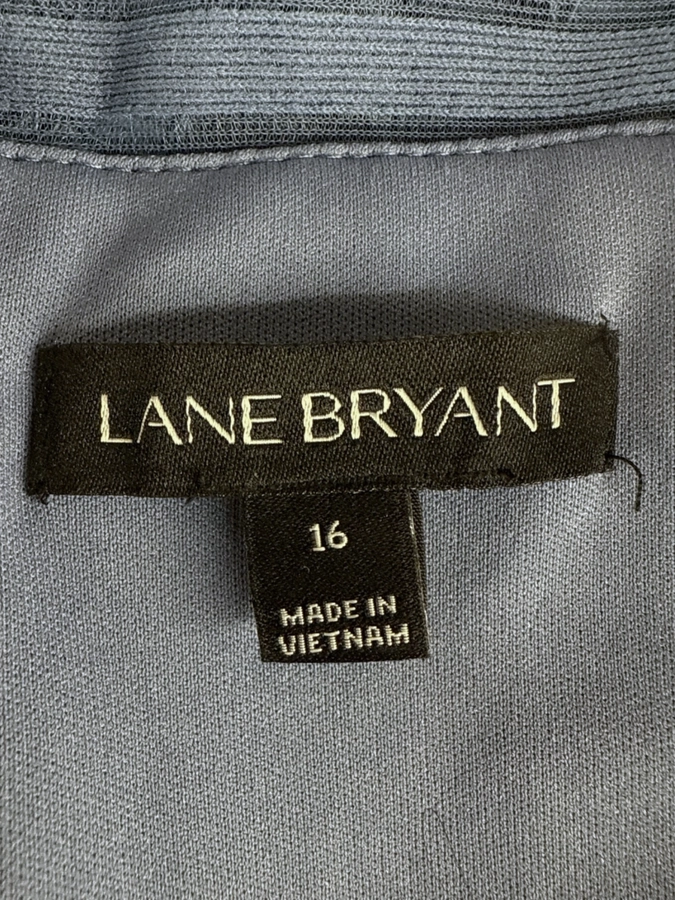 LANE BRYANT
16
MADE IN
VIETNAM